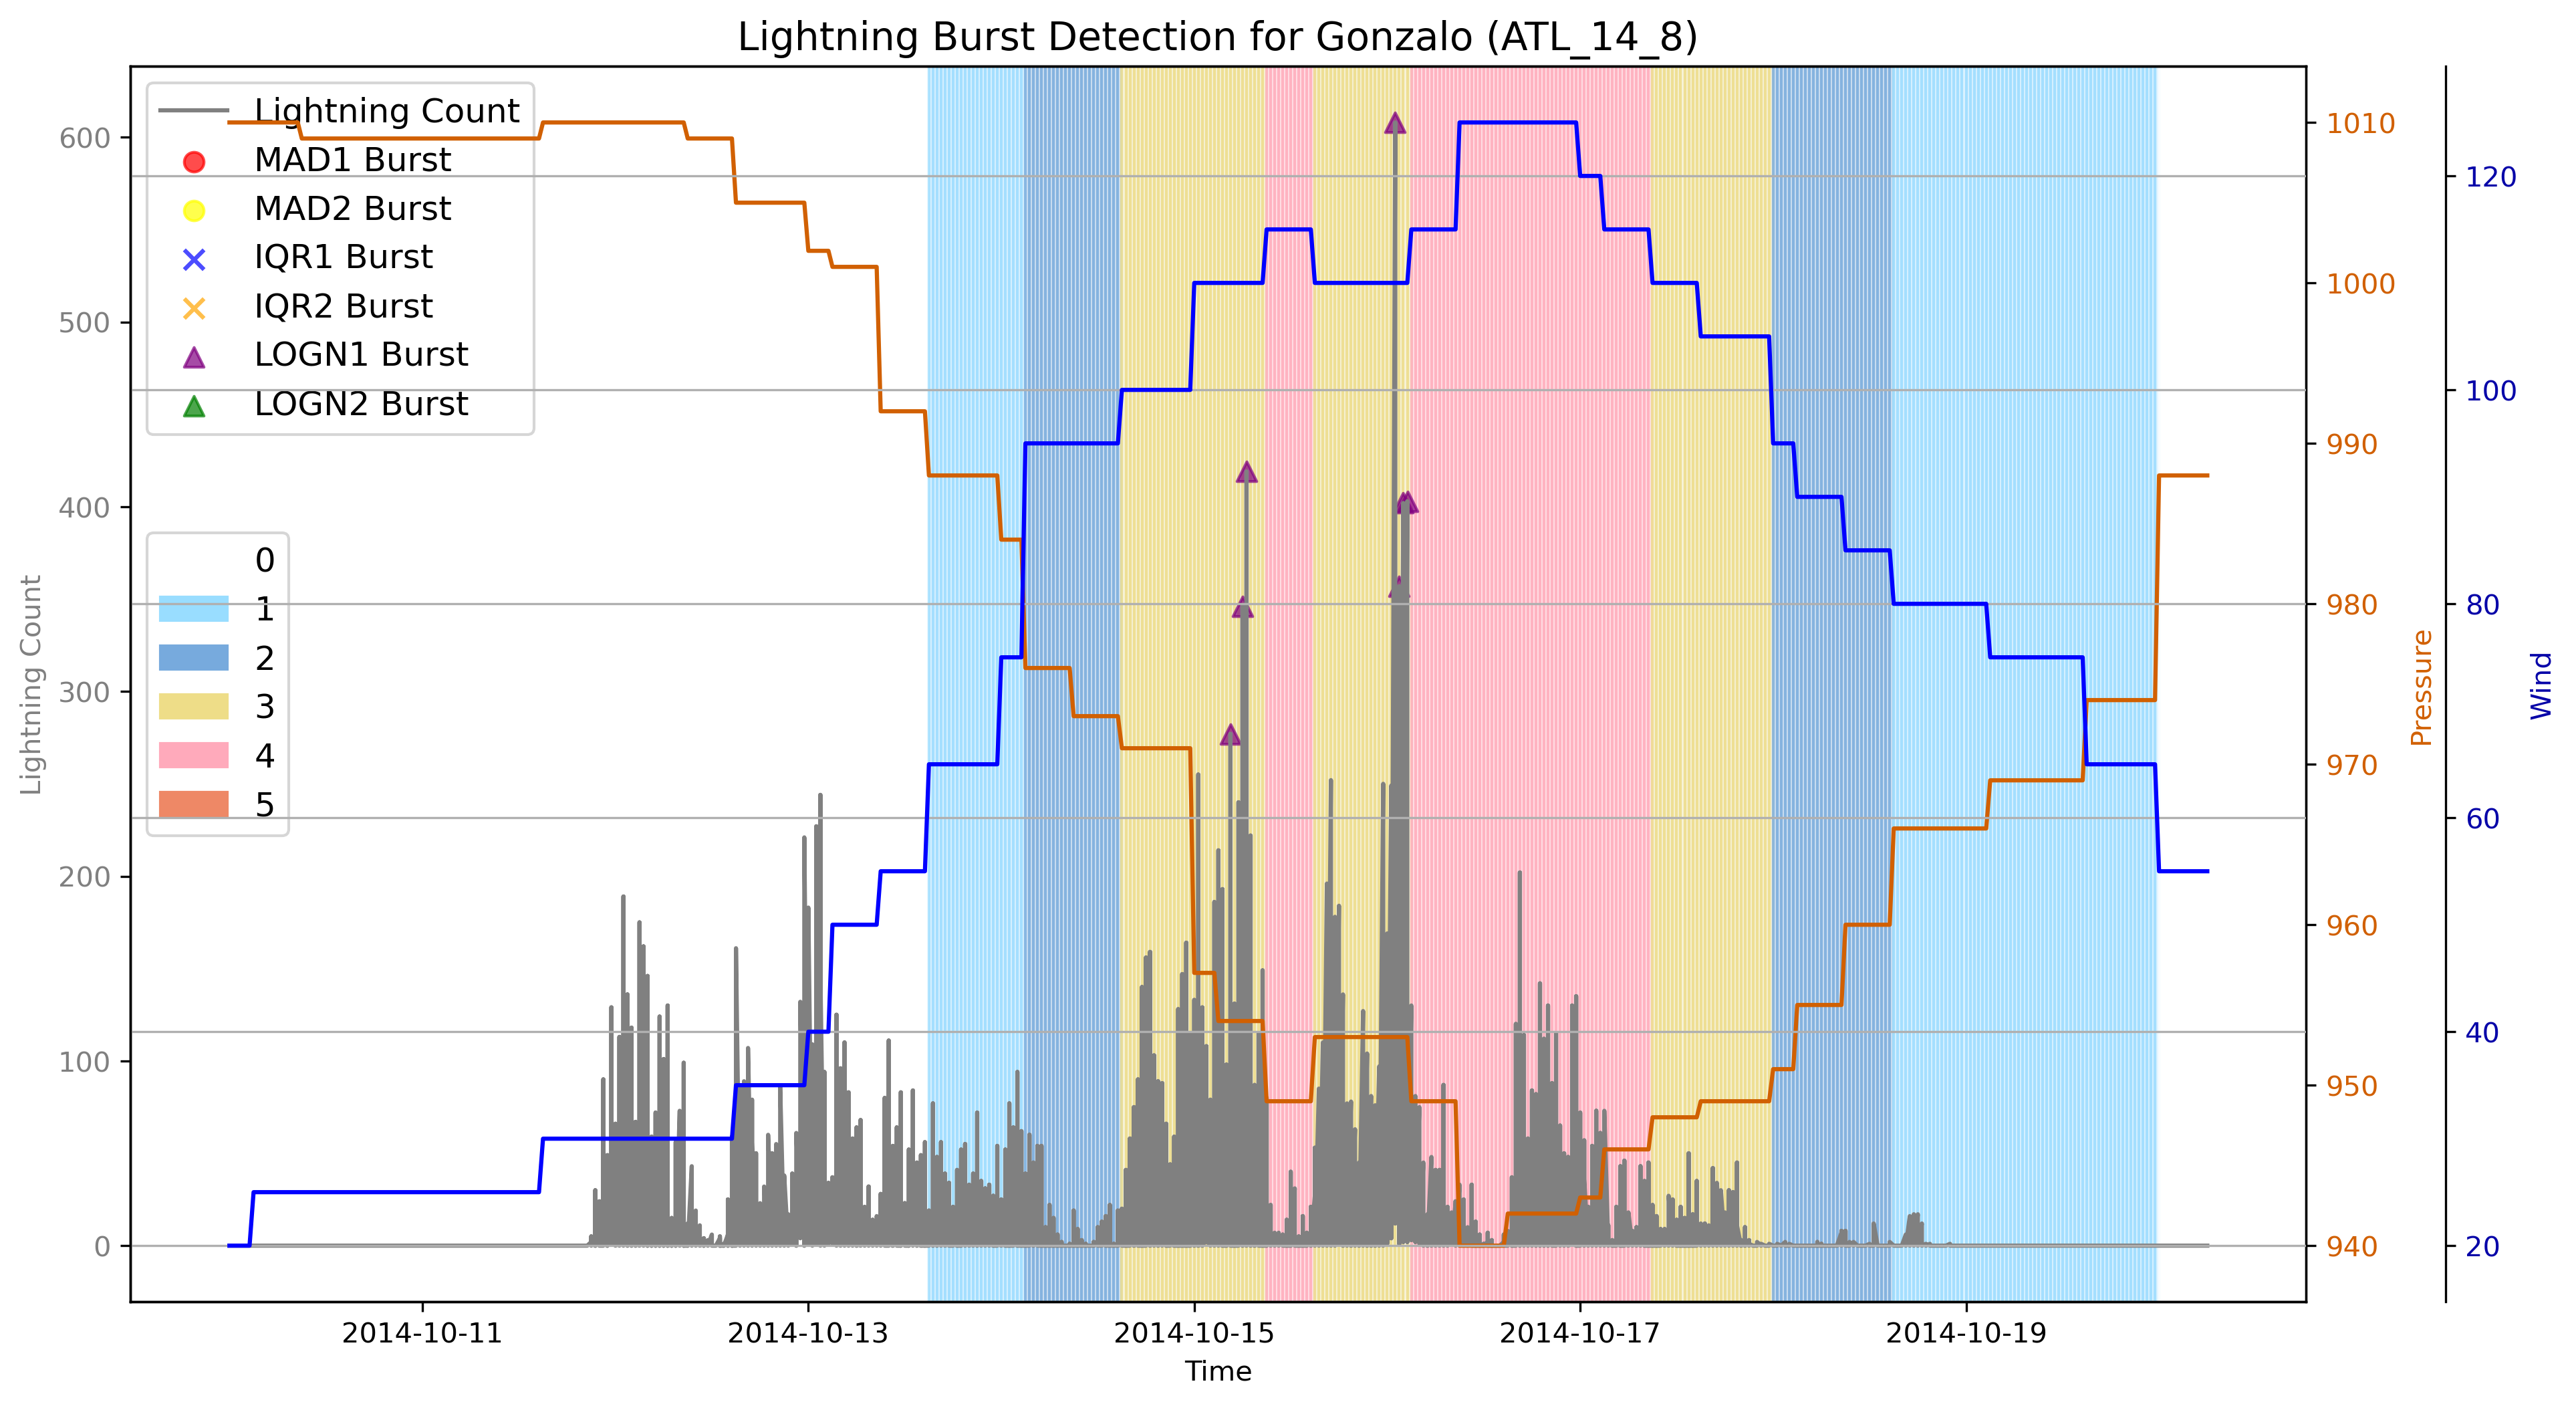 Lightning Burst Detection for Gonzalo (ATL_14_8)
Lightning Count
MAD1 Burst
MAD2 Burst
IQR1 Burst
IQR2 Burst
LOGN1 Burst
LOGN2 Burst
0
1
2
3
4
5
Lightning Count
600
500
400
300
200
100
0
1010
1000
990
980
970
960
950
940
Pressure
120
100
80
60
40
20
Wind
2014-10-11
2014-10-13
2014-10-15
2014-10-17
2014-10-19
Time